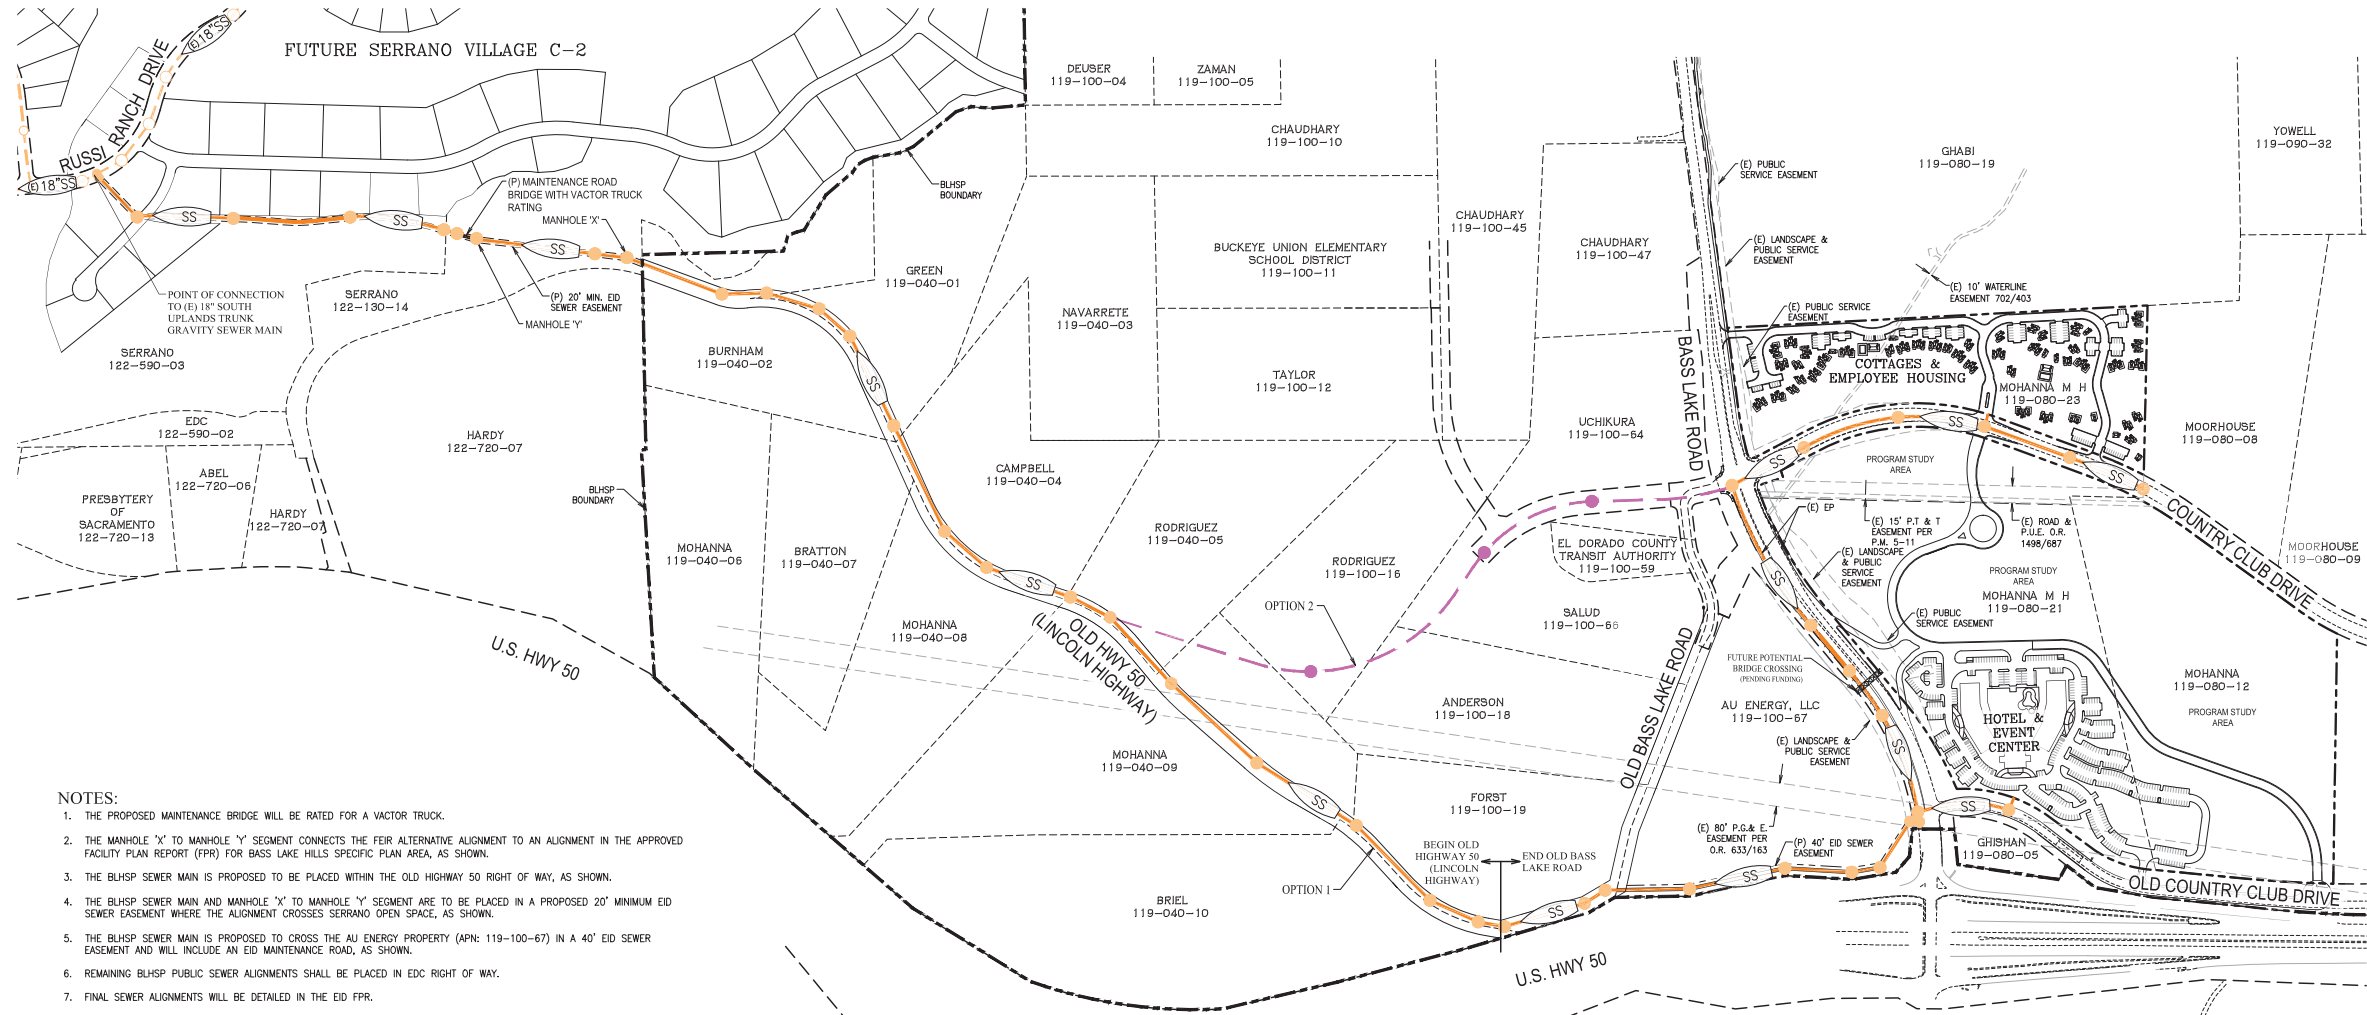 (E) 18"SS
FUTURE SERRANO VILLAGE C-2
RUSSI RANCH DRIVE
(E) 18"SS
SS
SS
SS
(P) MAINTENANCE ROAD
BRIDGE WITH VACTOR TRUCK
RATING
MANHOLE 'X'
BLHSP
BOUNDARY
POINT OF CONNECTION
TO (E) 18" SOUTH
UPLANDS TRUNK
GRAVITY SEWER MAIN
(P) 20' MIN. EID
SEWER EASEMENT
MANHOLE 'Y'
SERRANO
122-130-14
SERRANO
122-590-03
EDC
122-590-02
ABEL
122-720-06
HARDY
122-720-07
PRESBYTERY
OF
SACRAMENTO
122-720-13
HARDY
122-720-07
BLHSP
BOUNDARY
U.S. HWY 50
DEUSER
119-100-04
ZAMAN
119-100-05
CHAUDHARY
119-100-10
GREEN
119-040-01
BURNHAM
119-040-02
NAVARRETE
119-040-03
BUCKEYE UNION ELEMENTARY
SCHOOL DISTRICT
119-100-11
TAYLOR
119-100-12
CHAUDHARY
119-100-45
CHAUDHARY
119-100-47
UCHIKURA
119-100-64
SS
CAMPBELL
119-040-04
MOHANNA
119-040-06
BRATTON
119-040-07
MOHANNA
119-040-08
SS
OLD HWY 50
(LINCOLN HIGHWAY)
RODRIGUEZ
119-100-05
RODRIGUEZ
119-100-16
OPTION 2
EL DORADO COUNTY
TRANSIT AUTHORITY
119-100-59
SALUD
119-100-66
ANDERSON
119-100-18
MOHANNA
119-040-09
FORST
119-100-19
SS
OPTION 1
BRIEL
119-040-10
BEGIN OLD
HIGHWAY 50
(LINCOLN
HIGHWAY)
END OLD BASS
LAKE ROAD
SS
U.S. HWY 50
BASS LAKE ROAD
OLD BASS LAKE ROAD
(E) PUBLIC
SERVICE EASEMENT
GHABI
119-080-19
YOWELL
119-090-32
(E) LANDSCAPE &
PUBLIC SERVICE
EASEMENT
(E) 10' WATERLINE
EASEMENT 702/403
(E) PUBLIC SERVICE
EASEMENT
COTTAGES &
EMPLOYEE HOUSING
MOHANNA M H
119-080-23
MOORHOUSE
119-080-08
SS
SS
SS
PROGRAM STUDY
AREA
(E) EP
(E) 15' P.T & T
EASEMENT PER
P.M. 5-11
(E) ROAD &
P.U.E. O.R.
1498/687
COUNTRY CLUB DRIVE
MOORHOUSE
119-080-09
(E) LANDSCAPE
& PUBLIC
SERVICE
EASEMENT
SS
PROGRAM STUDY
AREA
MOHANNA M H
119-080-21
(E) PUBLIC
SERVICE EASEMENT
FUTURE POTENTIAL
BRIDGE CROSSING
(PENDING FUNDING)
AU ENERGY, LLC
119-100-67
HOTEL &
EVENT
CENTER
MOHANNA
119-080-12
PROGRAM STUDY
AREA
(E) LANDSCAPE &
PUBLIC SERVICE
EASEMENT
SS
SS
(E) 80' P.G.& E.
EASEMENT PER
O.R. 633/163
(P) 40' EID SEWER
EASEMENT
SS
GHISHAN
119-080-05
OLD COUNTRY CLUB DRIVE
NOTES:
1. THE PROPOSED MAINTENANCE BRIDGE WILL BE RATED FOR A VACTOR TRUCK.
2. THE MANHOLE 'X' TO MANHOLE 'Y' SEGMENT CONNECTS THE FEIR ALTERNATIVE ALIGNMENT TO AN ALIGNMENT IN THE APPROVED
FACILITY PLAN REPORT (FPR) FOR BASS LAKE HILLS SPECIFIC PLAN AREA, AS SHOWN.
3. THE BLHSP SEWER MAIN IS PROPOSED TO BE PLACED WITHIN THE OLD HIGHWAY 50 RIGHT OF WAY, AS SHOWN.
4. THE BLHSP SEWER MAIN AND MANHOLE 'X' TO MANHOLE 'Y' SEGMENT ARE TO BE PLACED IN A PROPOSED 20' MINIMUM EID
SEWER EASEMENT WHERE THE ALIGNMENT CROSSES SERRANO OPEN SPACE, AS SHOWN.
5. THE BLHSP SEWER MAIN IS PROPOSED TO CROSS THE AU ENERGY PROPERTY (APN: 119-100-67) IN A 40' EID SEWER
EASEMENT AND WILL INCLUDE AN EID MAINTENANCE ROAD, AS SHOWN.
6. REMAINING BLHSP PUBLIC SEWER ALIGNMENTS SHALL BE PLACED IN EDC RIGHT OF WAY.
7. FINAL SEWER ALIGNMENTS WILL BE DETAILED IN THE EID FPR.